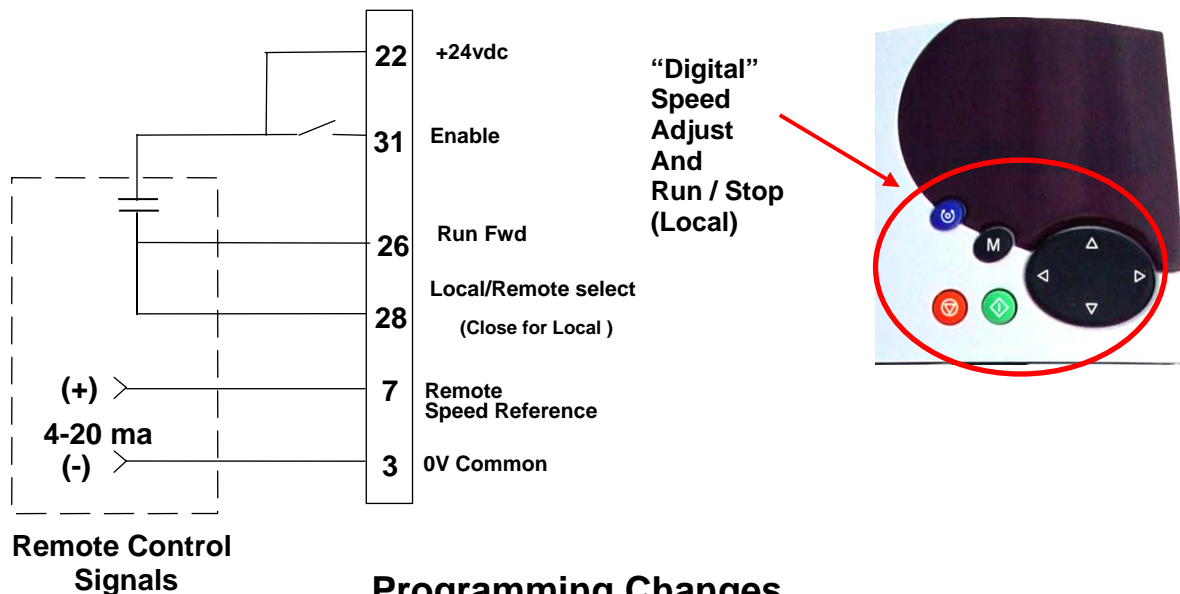 22
+24vdc
31
Enable
26
Run Fwd
28
Local/Remote select
(Close for Local )
(+)
7
Remote
Speed Reference
4-20 ma
(-)
3
0V Common
Remote Control
Signals
“Digital”
Speed
Adjust
And
Run / Stop
(Local)
M
Programming Changes